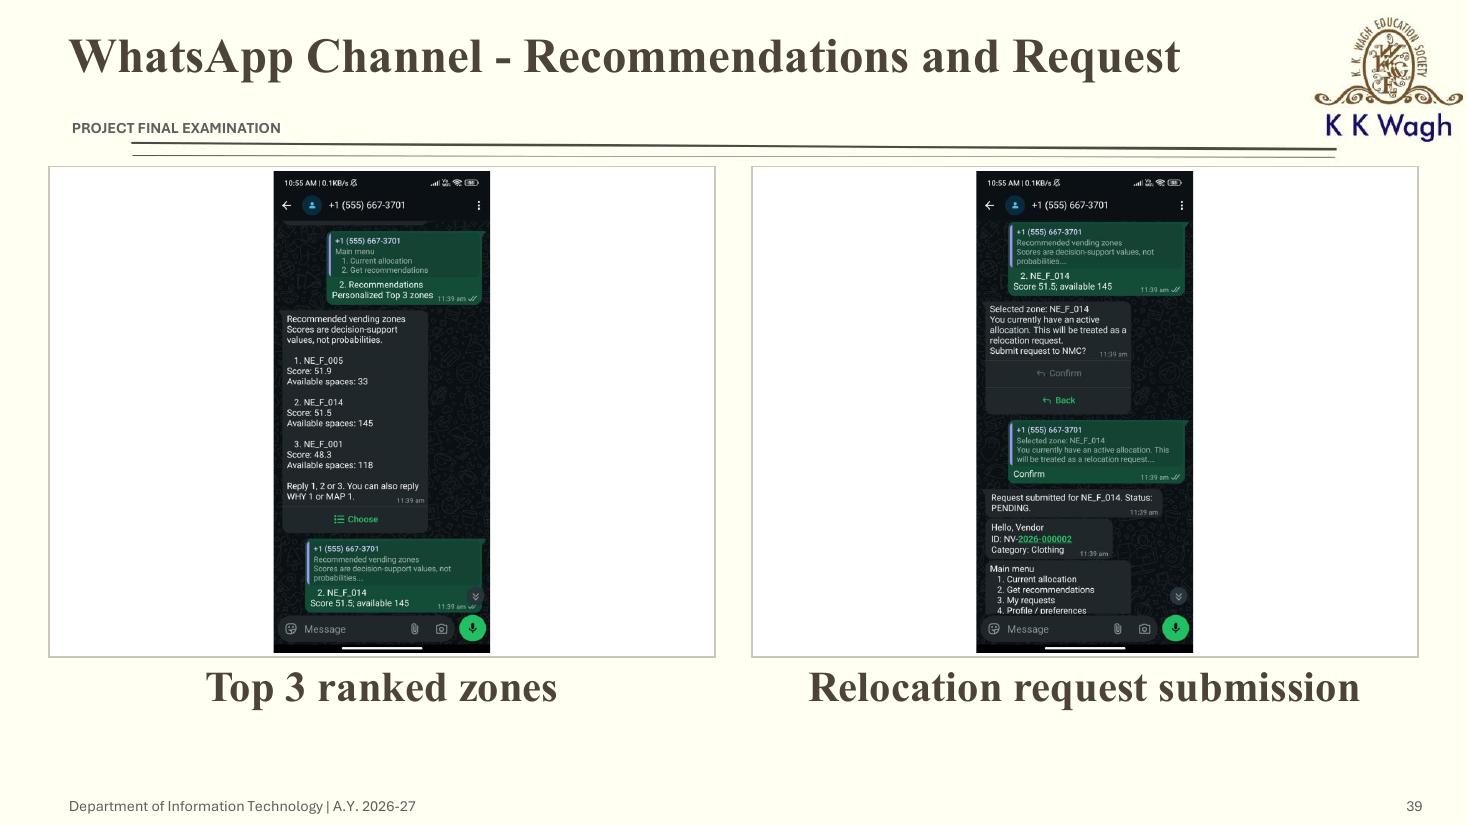 WhatsApp Channel - Recommendations and Request
K. K. WAGH EDUCATION SOCIETY
K K Wagh
PROJECT FINAL EXAMINATION
10:55 AM | 0.1KB/s
+1 (555) 667-3701
+1 (555) 667-3701
Main menu
1. Current allocation
2. Get recommendations
2. Recommendations
Personalized Top 3 zones
11:39 am
Recommended vending zones
Scores are decision-support
values, not probabilities.
1. NE_F_005
Score: 51.9
Available spaces: 33
2. NE_F_014
Score: 51.5
Available spaces: 145
3. NE_F_001
Score: 48.3
Available spaces: 118
Reply 1, 2 or 3. You can also reply
WHY 1 or MAP 1.
11:39 am
Choose
+1 (555) 667-3701
Recommended vending zones
Scores are decision-support values, not
probabilities...
2. NE_F_014
Score 51.5; available 145
11:39 am
Message
10:55 AM | 0.1KB/s
+1 (555) 667-3701
+1 (555) 667-3701
Recommended vending zones
Scores are decision-support values, not
probabilities...
2. NE_F_014
Score 51.5; available 145
11:39 am
Selected zone: NE_F_014
You currently have an active
allocation. This will be treated as a
relocation request.
Submit request to NMC?
11:39 am
Confirm
Back
+1 (555) 667-3701
Selected zone: NE_F_014
You currently have an active allocation. This
will be treated as a relocation request...
Confirm
11:39 am
Request submitted for NE_F_014. Status:
PENDING.
11:39 am
Hello, Vendor
ID: NV-2026-000002
Category: Clothing
11:39 am
Main menu
1. Current allocation
2. Get recommendations
3. My requests
4. Profile / preferences
Message
Top 3 ranked zones
Relocation request submission
Department of Information Technology | A.Y. 2026-27
39